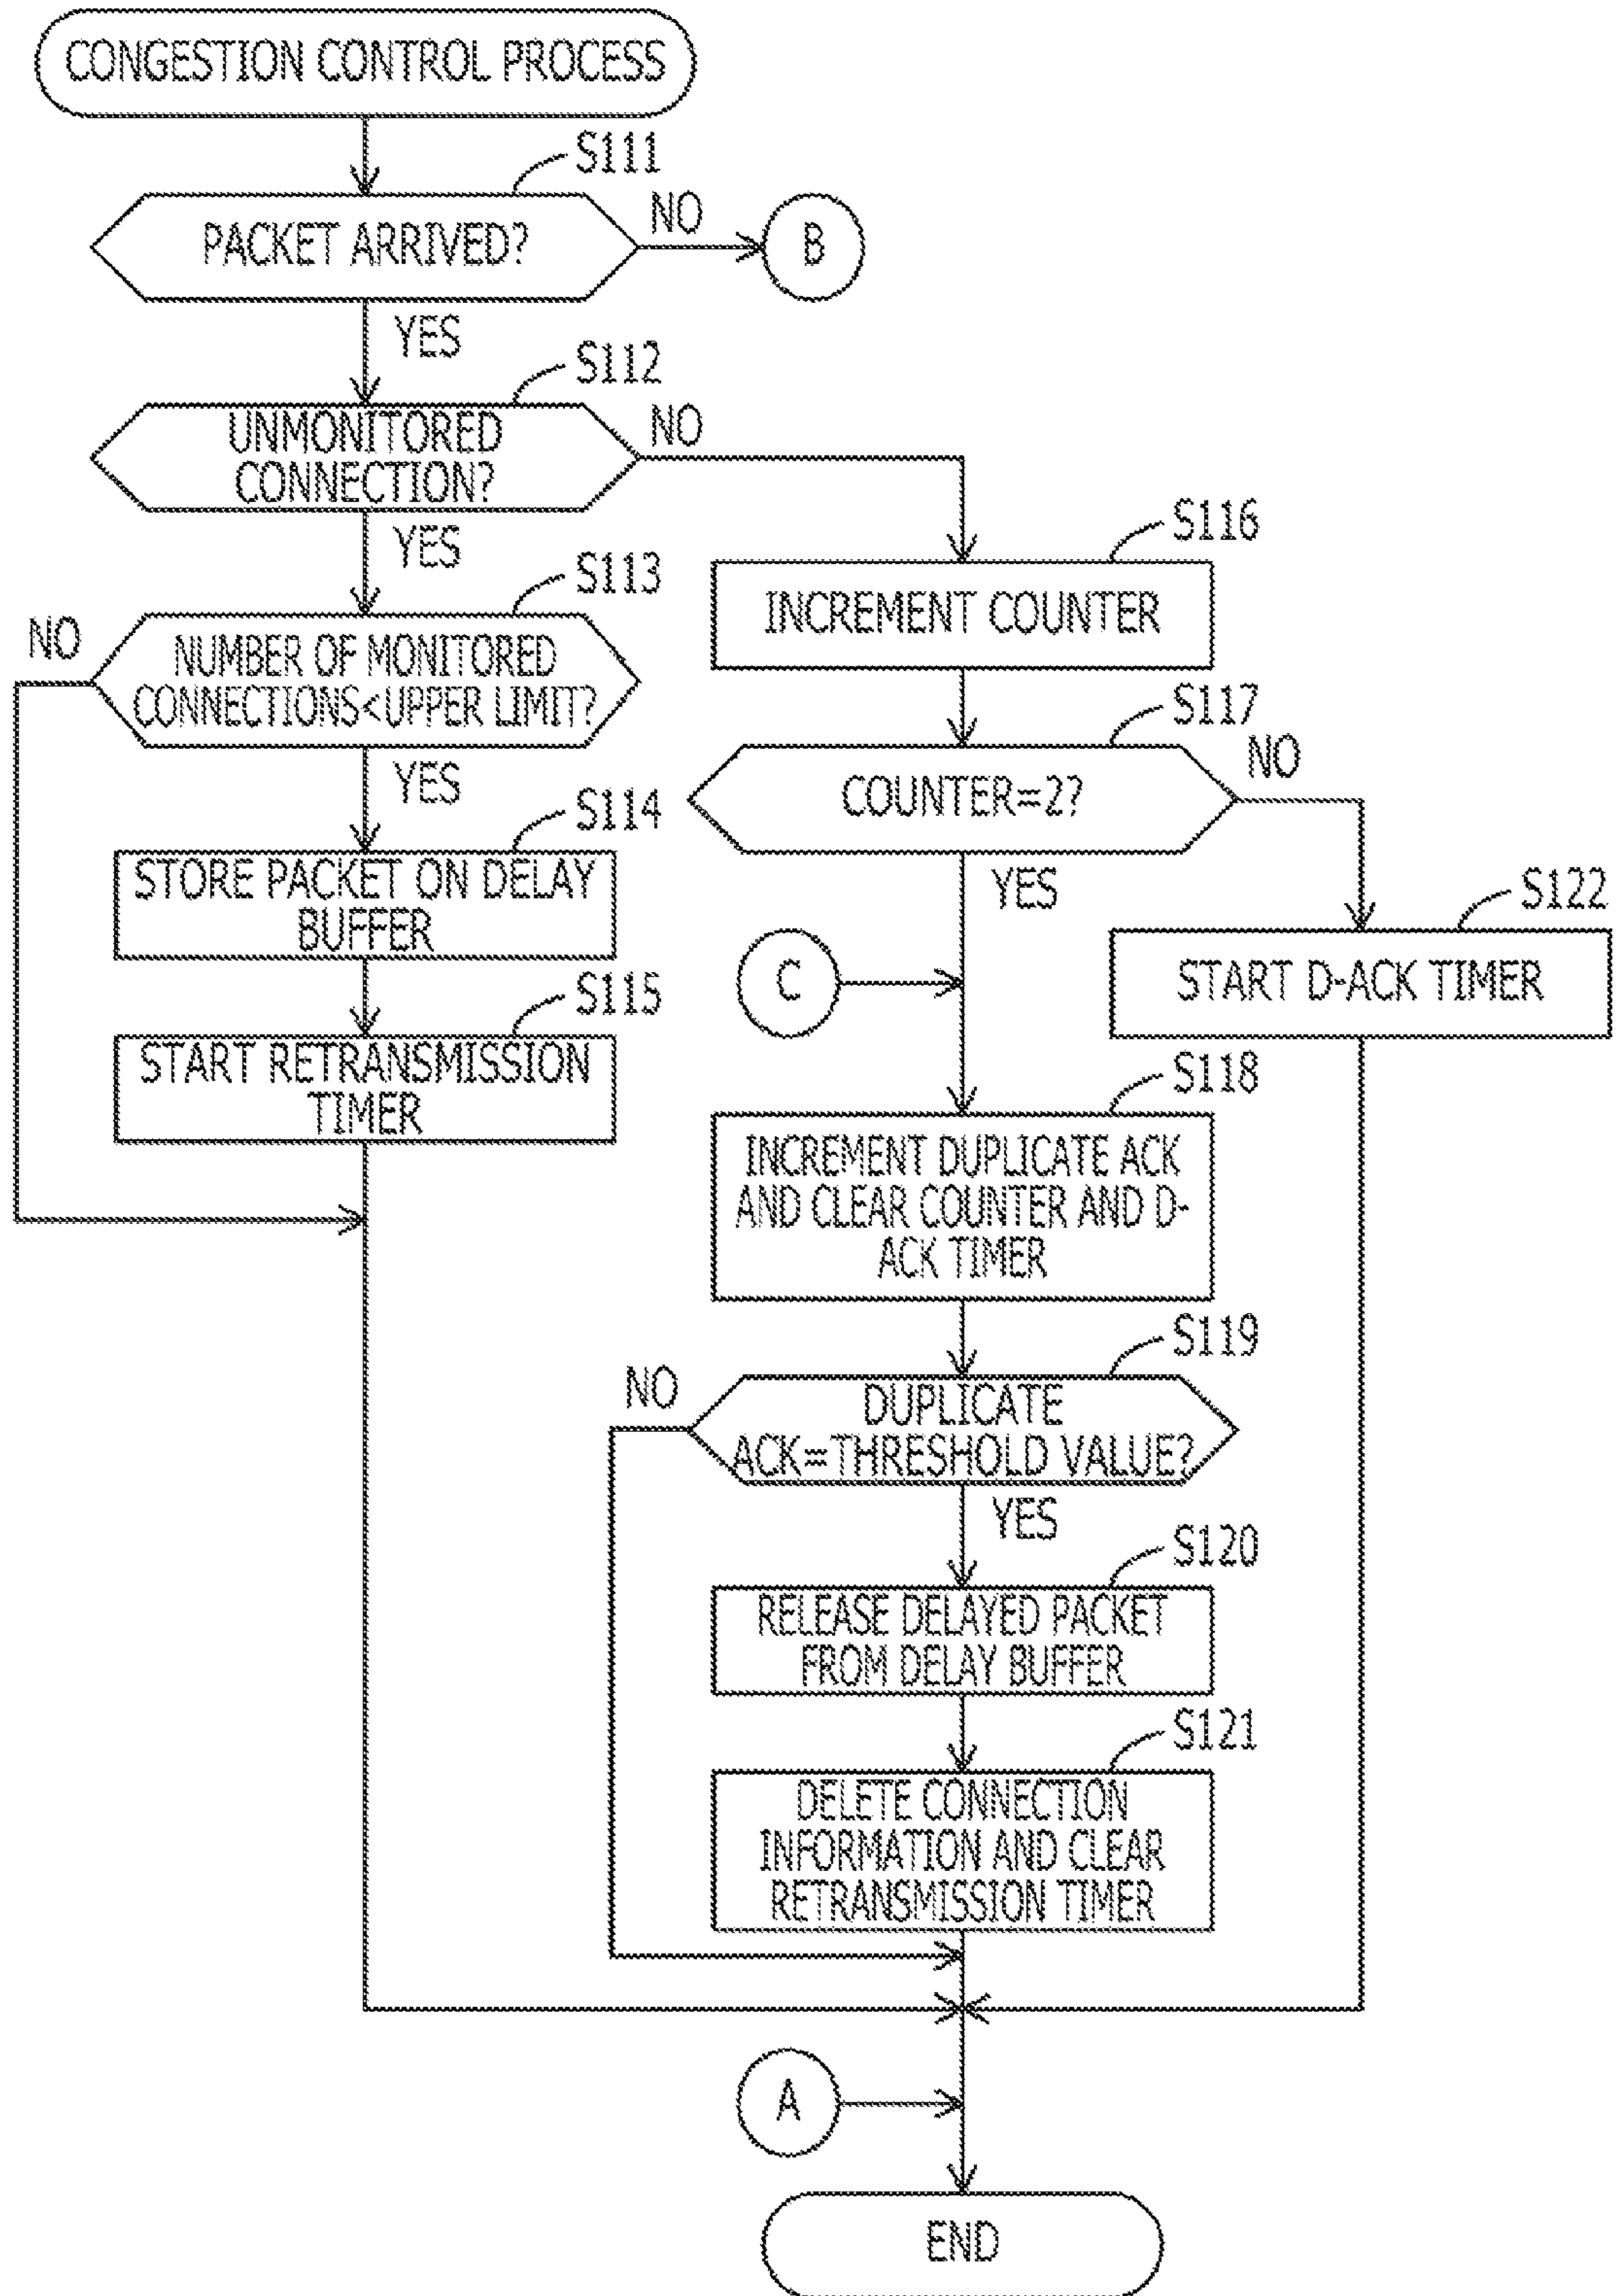 CONGESTION CONTROL PROCESS
S111
PACKET ARRIVED?
NO
B
YES
S112
UNMONITORED
CONNECTION?
NO
YES
S113
NO
NUMBER OF MONITORED
CONNECTIONS<UPPER LIMIT?
YES
S114
STORE PACKET ON DELAY
BUFFER
S115
START RETRANSMISSION
TIMER
S116
INCREMENT COUNTER
S117
COUNTER=2?
NO
YES
S122
START D-ACK TIMER
C
S118
INCREMENT DUPLICATE ACK
AND CLEAR COUNTER AND D-
ACK TIMER
S119
NO
DUPLICATE
ACK=THRESHOLD VALUE?
YES
S120
RELEASE DELAYED PACKET
FROM DELAY BUFFER
S121
DELETE CONNECTION
INFORMATION AND CLEAR
RETRANSMISSION TIMER
A
END